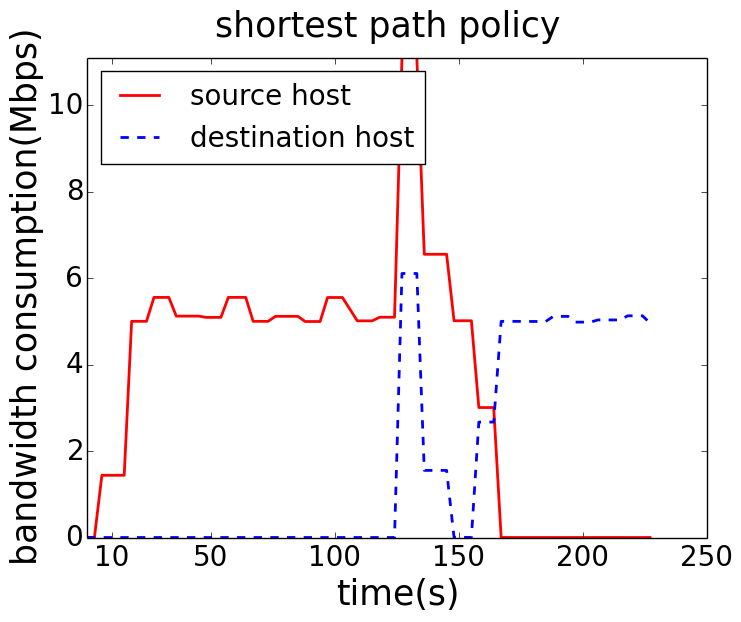 shortest path policy
bandwidth consumption(Mbps)
10
8
6
4
2
0
source host
destination host
10 50 100 150 200 250
time(s)